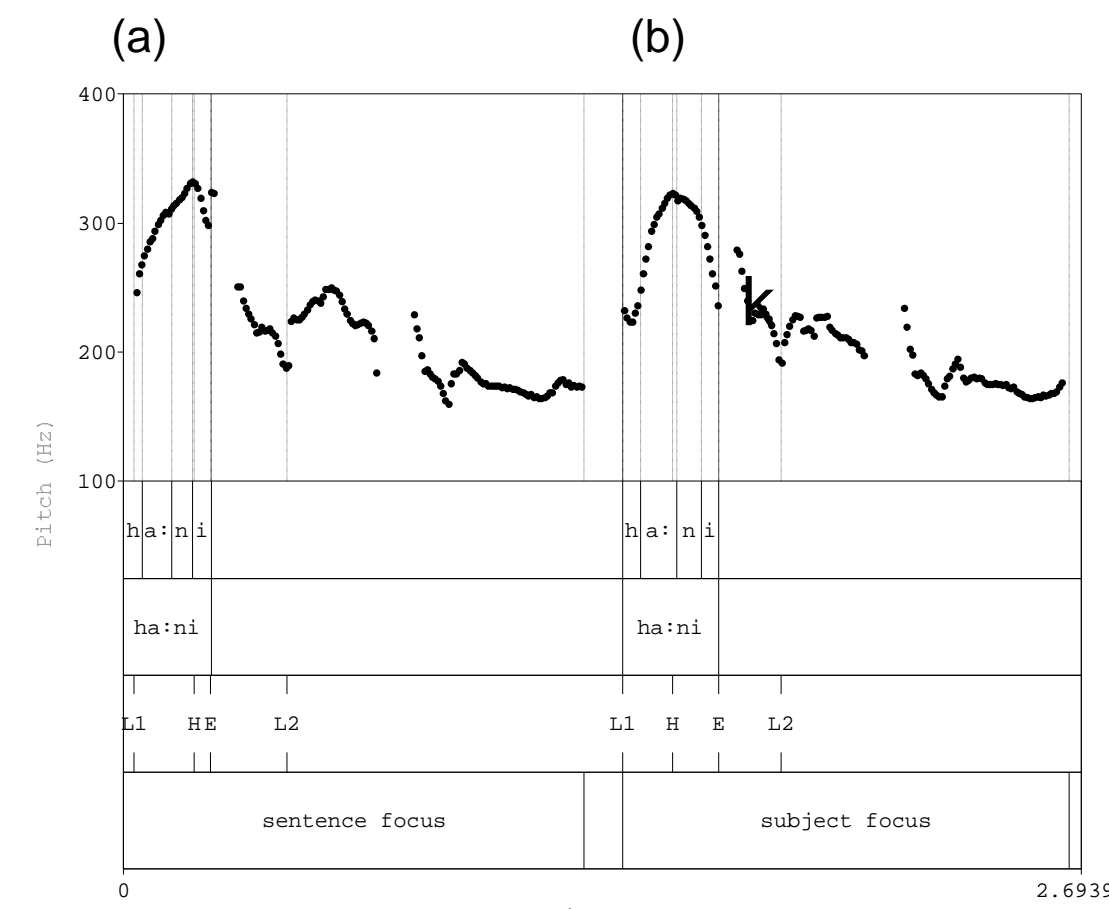 (a) (b)
400
300
k
200
100
Pitch (Hz)
h a: n i h a: n i
ha:ni ha:ni
L1 H E L2 L1 H E L2
sentence focus subject focus
0 2.6939